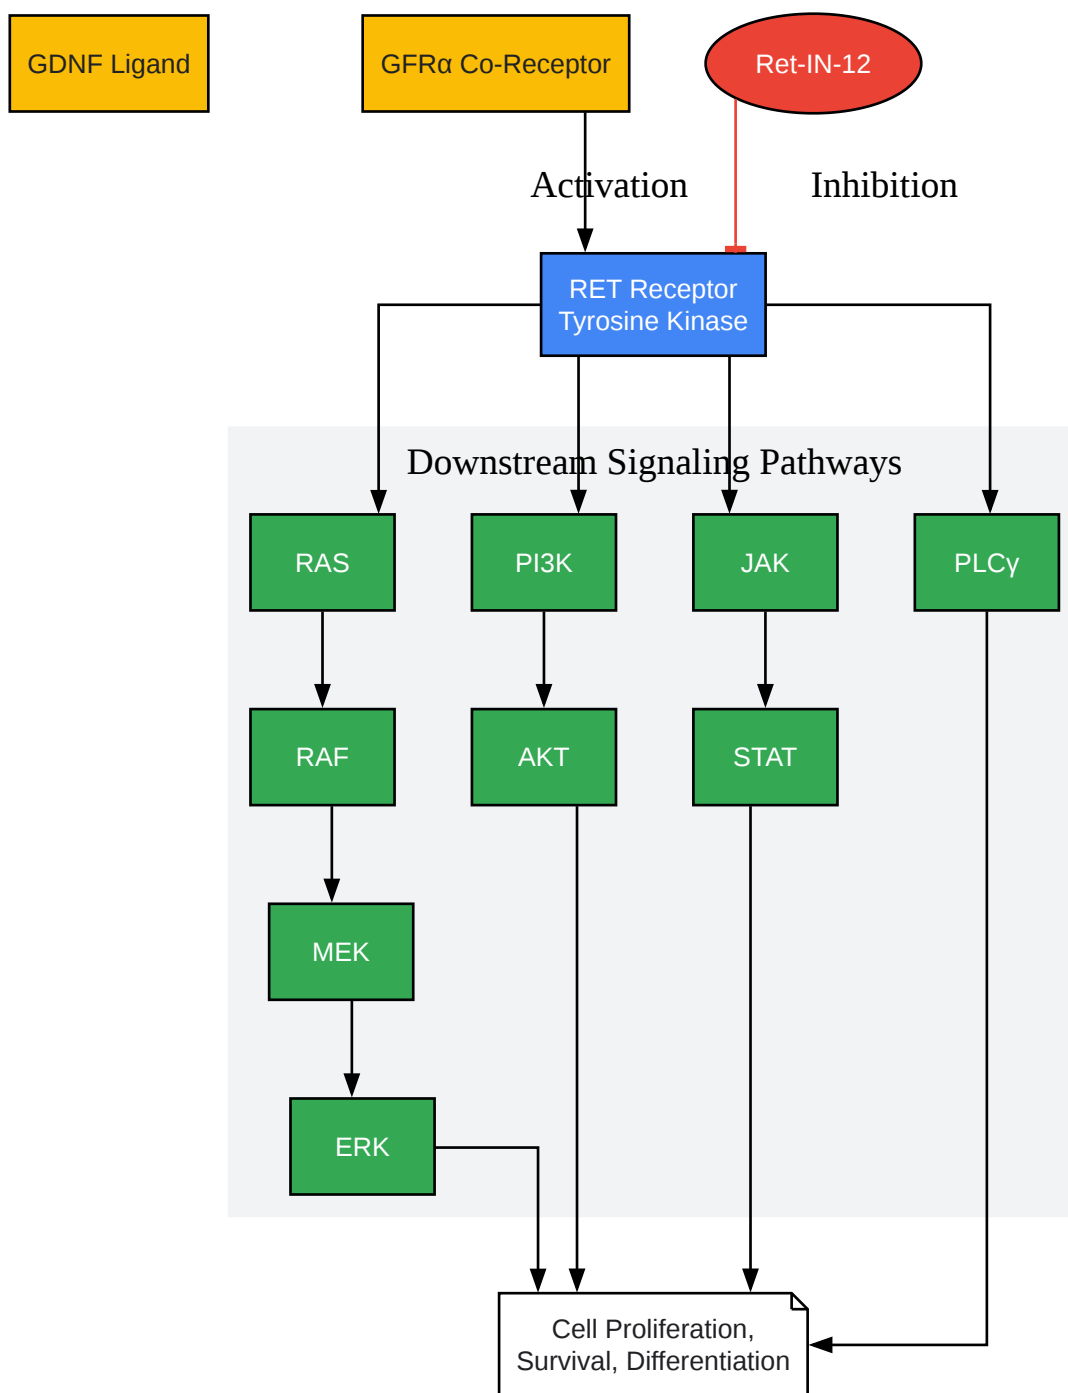 GDNF Ligand
GFRα Co-Receptor
Ret-IN-12
Activation
Inhibition
RET Receptor
Tyrosine Kinase
Downstream Signaling Pathways
RAS
PI3K
JAK
PLCγ
RAF
AKT
STAT
MEK
ERK
Cell Proliferation,
Survival, Differentiation